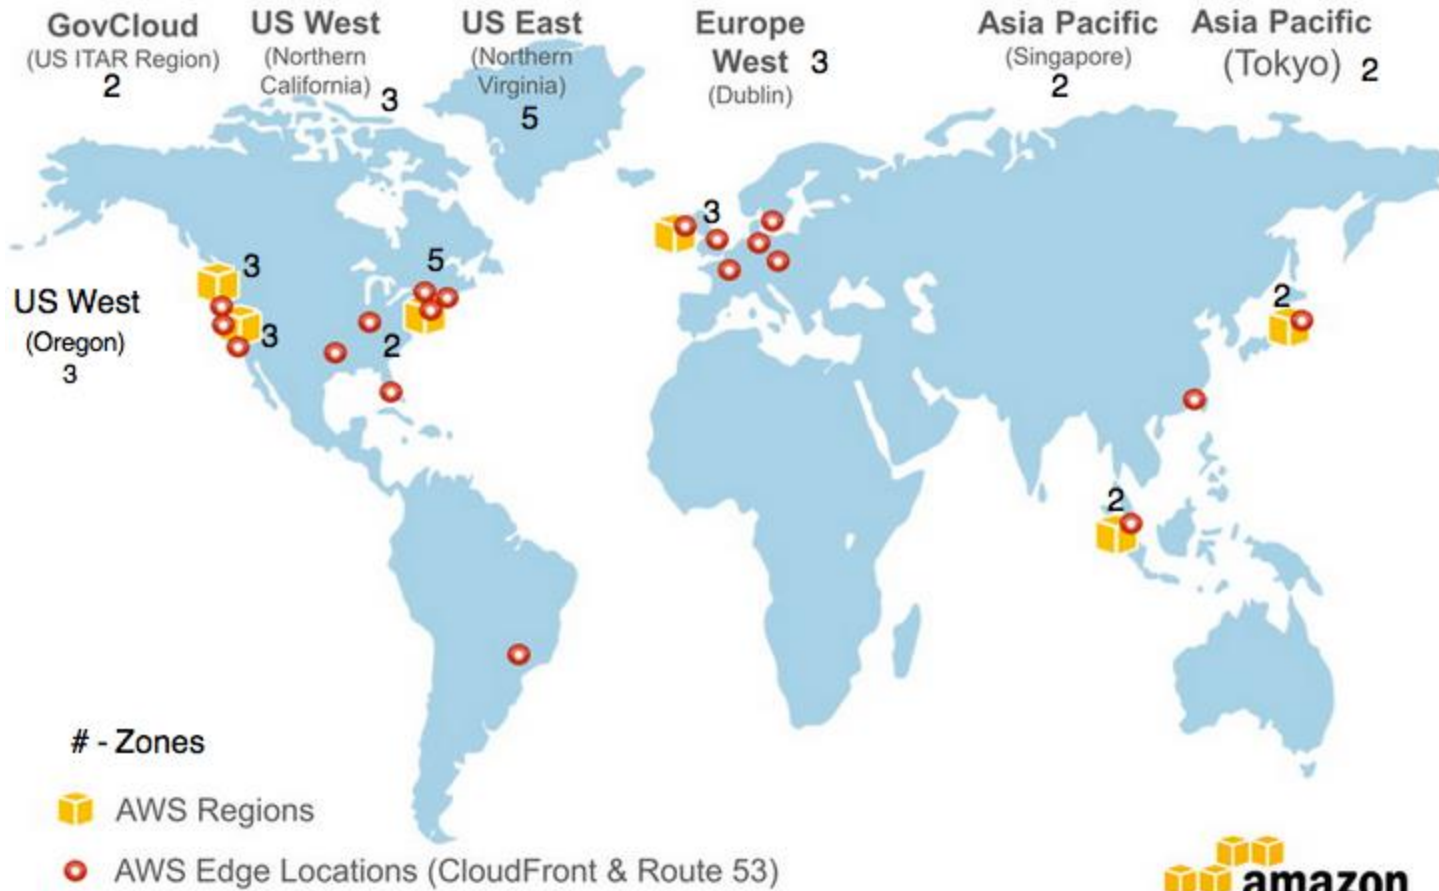 GovCloud
(US ITAR Region)
2
US West
(Northern
California)
3
US East
(Northern
Virginia)
5
Europe
West 3
(Dublin)
Asia Pacific
(Singapore)
2
Asia Pacific
(Tokyo) 2
3
3
5
2
3
2
2
US West
(Oregon)
3
# - Zones
AWS Regions
AWS Edge Locations (CloudFront & Route 53)
amazon